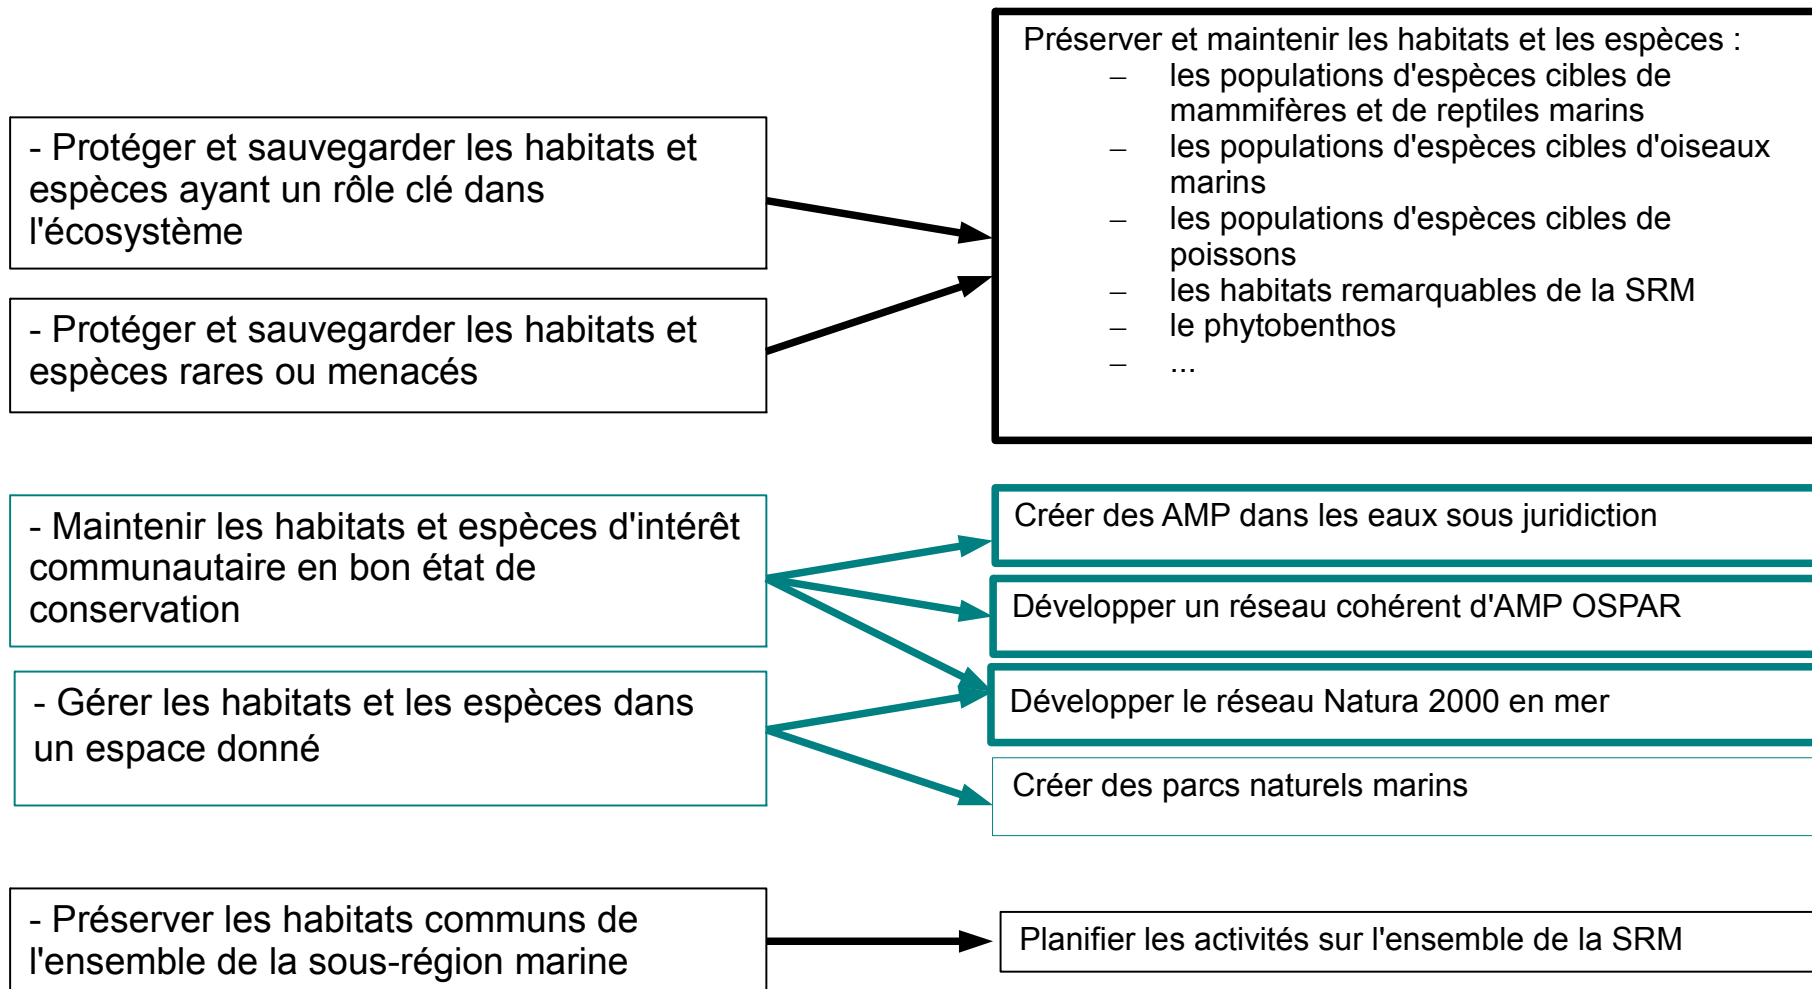 Préserver et maintenir les habitats et les espèces :
– les populations d'espèces cibles de
mammifères et de reptiles marins
– les populations d'espèces cibles d'oiseaux
marins
– les populations d'espèces cibles de
poissons
– les habitats remarquables de la SRM
– le phytobenthos
– ...
- Protéger et sauvegarder les habitats et
espèces ayant un rôle clé dans
l'écosystème
- Protéger et sauvegarder les habitats et
espèces rares ou menacés
- Maintenir les habitats et espèces d'intérêt
communautaire en bon état de
conservation
- Gérer les habitats et les espèces dans
un espace donné
Créer des AMP dans les eaux sous juridiction
Développer un réseau cohérent d'AMP OSPAR
Développer le réseau Natura 2000 en mer
Créer des parcs naturels marins
- Préserver les habitats communs de
l'ensemble de la sous-région marine
Planifier les activités sur l'ensemble de la SRM